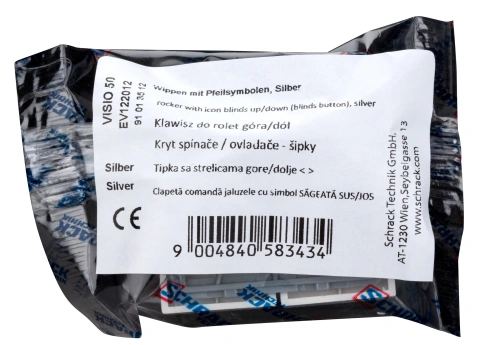 VISIO 50
EV122012
91 01 35 12
Wippen mit Pfeilsymbolen, Silber
rocker with icon blinds up/down (blinds button), silver
Klawisz do rolet góra/dól
Kryt spínače / ovladače - šipky
Silber
Tipka sa strelicama gore/dolje < >
Silver
Clapetă comandă jaluzele cu simbol SĂGEATĂ SUS/JOS
CE
9 004840 583434
Schrack Technik GmbH,
AT-1230 Wien,Seybelgasse 13
www.schrack.com
SCHRACK
SCHRACK